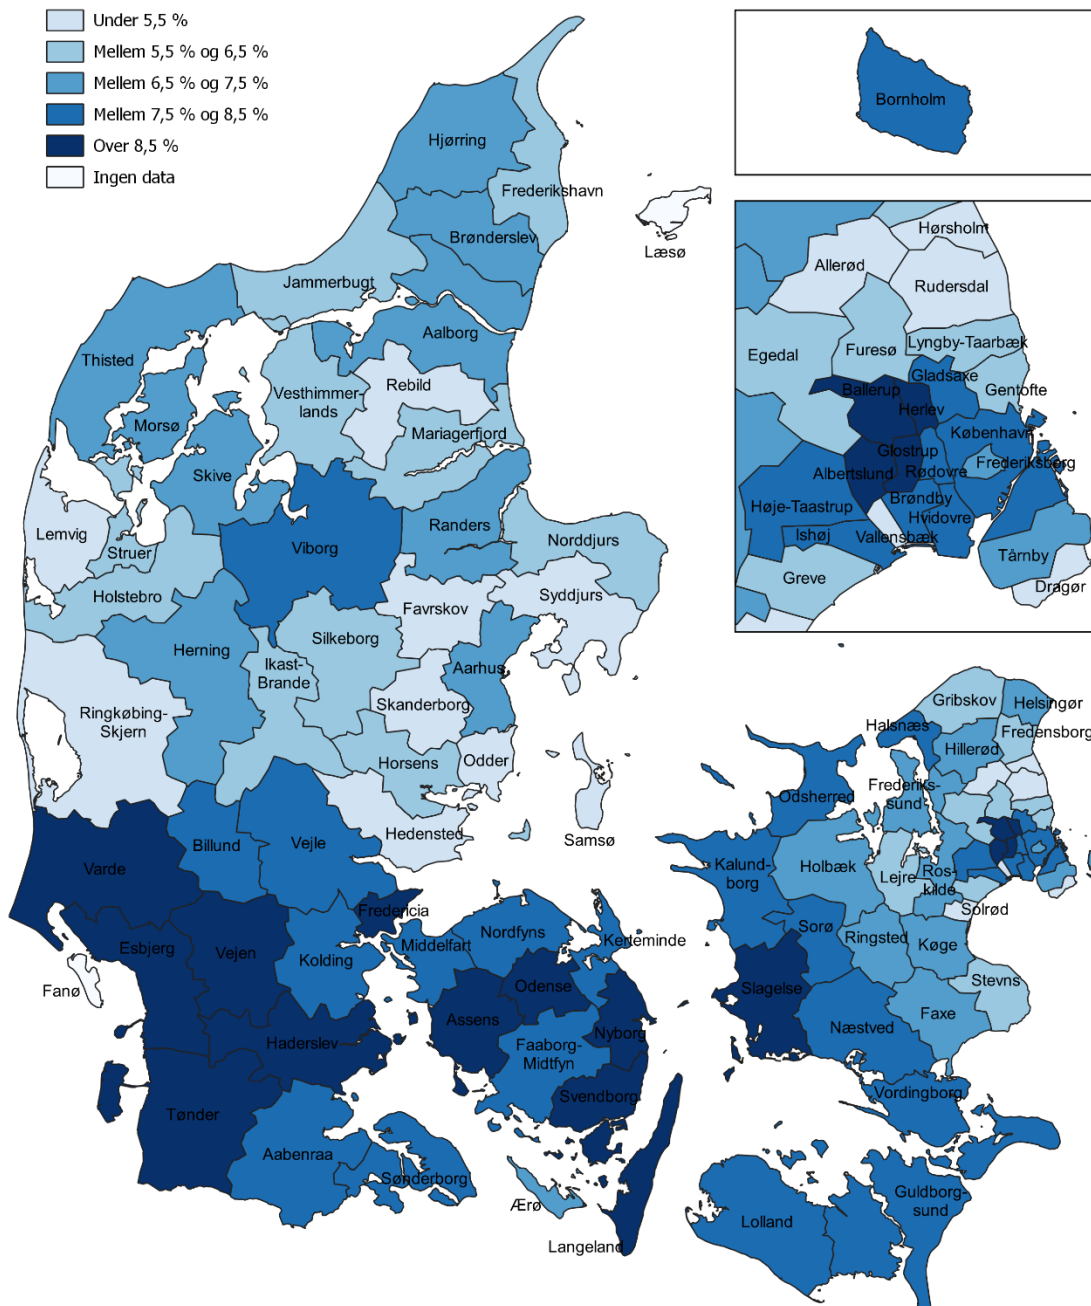 Under 5,5 %
Mellem 5,5 % og 6,5 %
Mellem 6,5 % og 7,5 %
Mellem 7,5 % og 8,5 %
Over 8,5 %
Ingen data
Hjørring
Frederikshavn
Brønderslev
Læsø
Jammerbugt
Aalborg
Thisted
Vesthimmer-
lands
Rebild
Morsø
Mariagerfjord
Skive
Lemvig
Struer
Viborg
Randers
Norddjurs
Holstebro
Favrskov
Syddjurs
Silkeborg
Herning
Ikast-
Brande
Aarhus
Skanderborg
Ringkøbing-
Skjern
Horsens
Odder
Hedensted
Samsø
Billund
Vejle
Varde
Fredericia
Esbjerg
Vejen
Kolding
Middelfart
Nordfyns
Kerteminde
Fanø
Odense
Assens
Nyborg
Haderslev
Faaborg-
Midtfyn
Svendborg
Tønder
Aabenraa
Sønderborg
Ærø
Langeland
Bornholm
Hørsholm
Allerød
Rudersdal
Egedal
Furesø
Lyngby-Taarbæk
Gladsaxe
Gentofte
Ballerup
Herlev
København
Glostrup
Frederiksberg
Albertslund
Rødovre
Høje-Taastrup
Brøndby
Hvidovre
Ishøj
Vallensbæk
Tårnby
Greve
Dragør
Gribskov
Helsingør
Halsnæs
Fredensborg
Hillerød
Frederiks-
sund
Odsherred
Kalund-
borg
Holbæk
Lejre
Ros-
kilde
Solrød
Sorø
Ringsted
Køge
Stevns
Slagelse
Næstved
Faxe
Vordingborg
Guldborg-
sund
Lolland